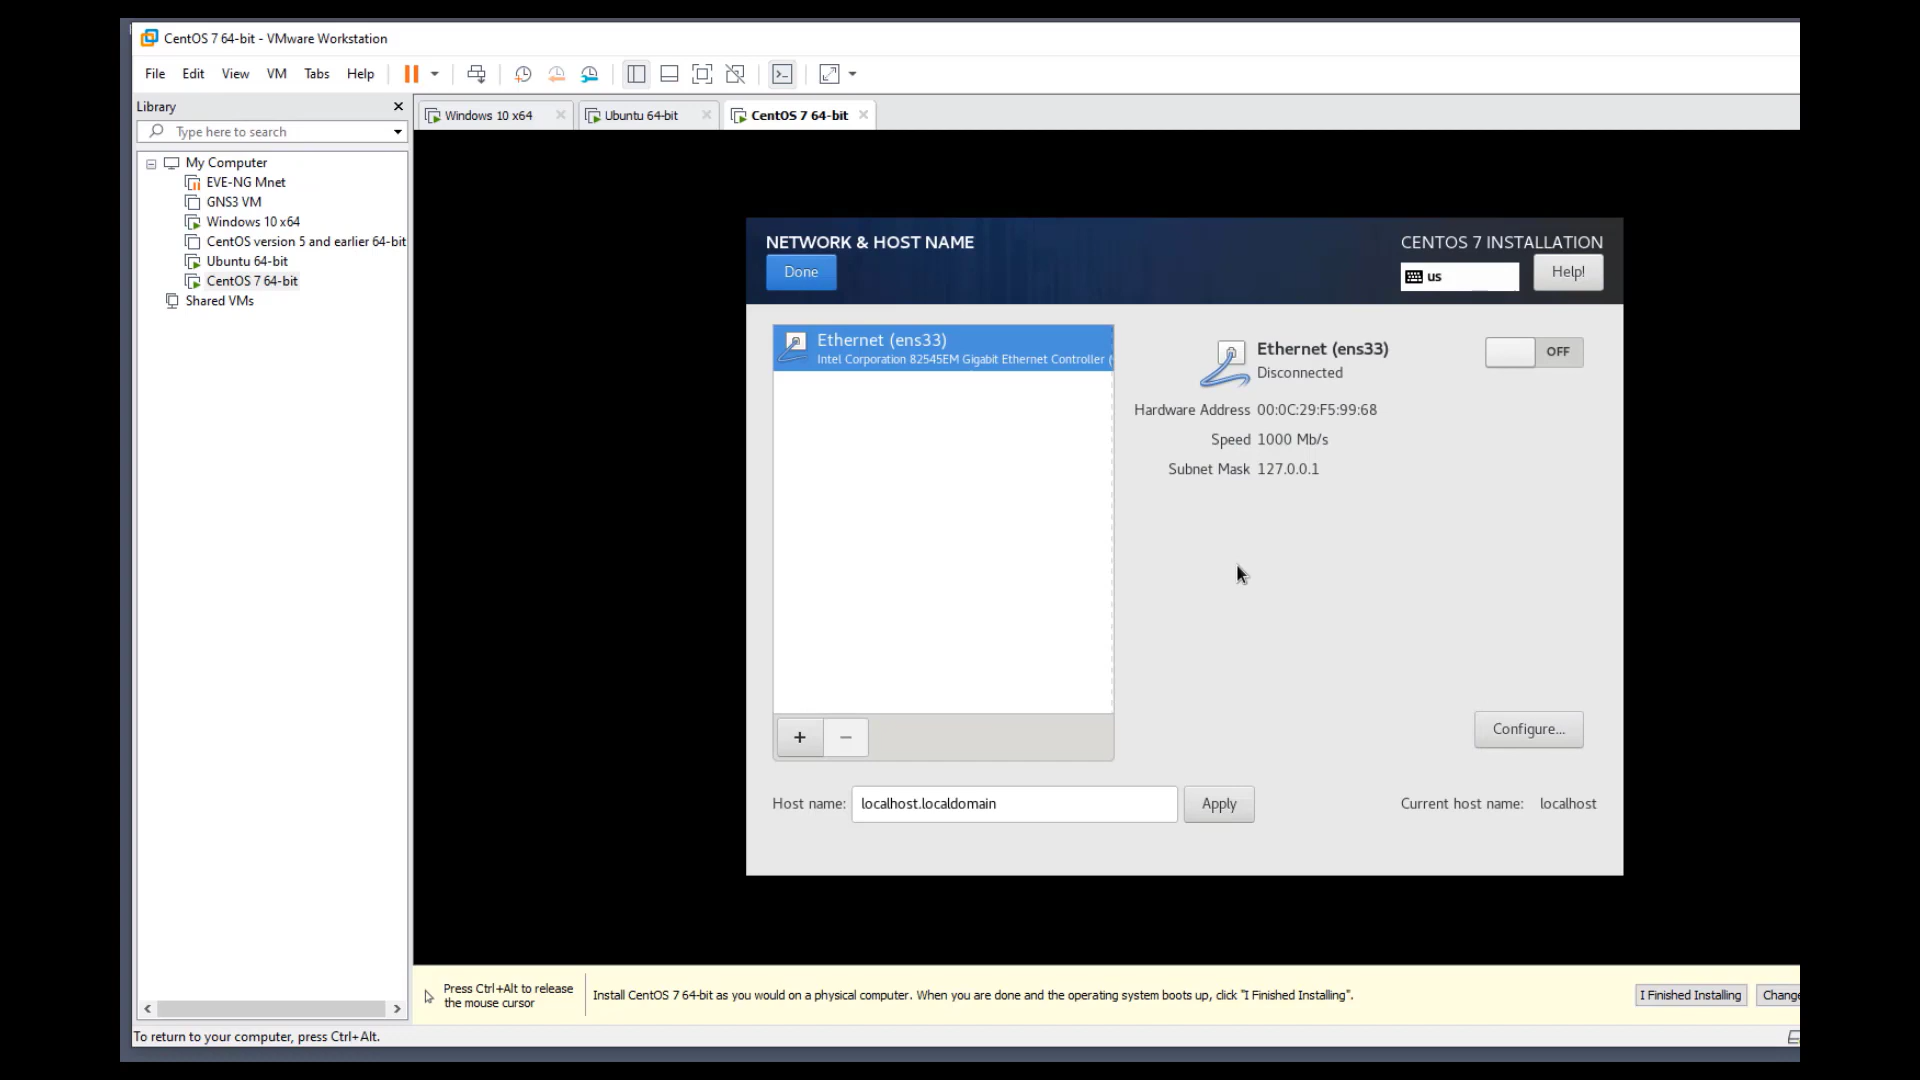 CentOS 7 64-bit - VMware Workstation
File Edit View VM Tabs Help
Library
Type here to search
Windows 10 x64
Ubuntu 64-bit
CentOS 7 64-bit
My Computer
EVE-NG Mnet
GNS3 VM
Windows 10 x64
CentOS version 5 and earlier 64-bit
Ubuntu 64-bit
CentOS 7 64-bit
Shared VMs
NETWORK & HOST NAME
Done
CENTOS 7 INSTALLATION
us
Help!
Ethernet (ens33)
Intel Corporation 82545EM Gigabit Ethernet Controller (
Ethernet (ens33)
Disconnected
OFF
Hardware Address 00:0C:29:F5:99:68
Speed 1000 Mb/s
Subnet Mask 127.0.0.1
+ −
Configure...
Host name: localhost.localdomain Apply
Current host name: localhost
Press Ctrl+Alt to release
the mouse cursor
Install CentOS 7 64-bit as you would on a physical computer. When you are done and the operating system boots up, click "I Finished Installing".
I Finished Installing
Change
To return to your computer, press Ctrl+Alt.